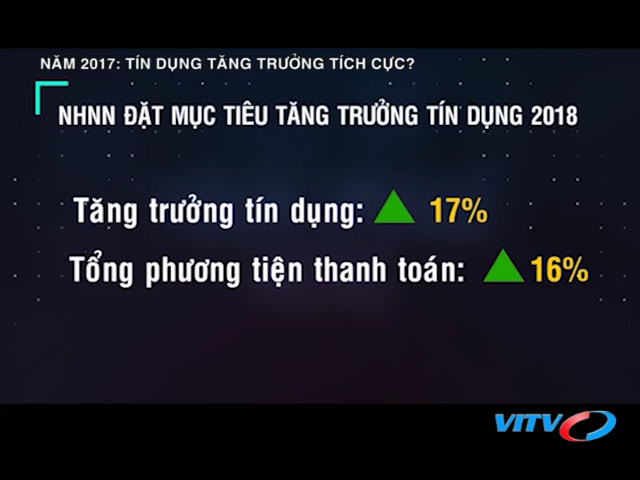 NĂM 2017: TÍN DỤNG TĂNG TRƯỞNG TÍCH CỰC?
NHNN ĐẶT MỤC TIÊU TĂNG TRƯỞNG TÍN DỤNG 2018
Tăng trưởng tín dụng: 17%
Tổng phương tiện thanh toán: 16%
VITV